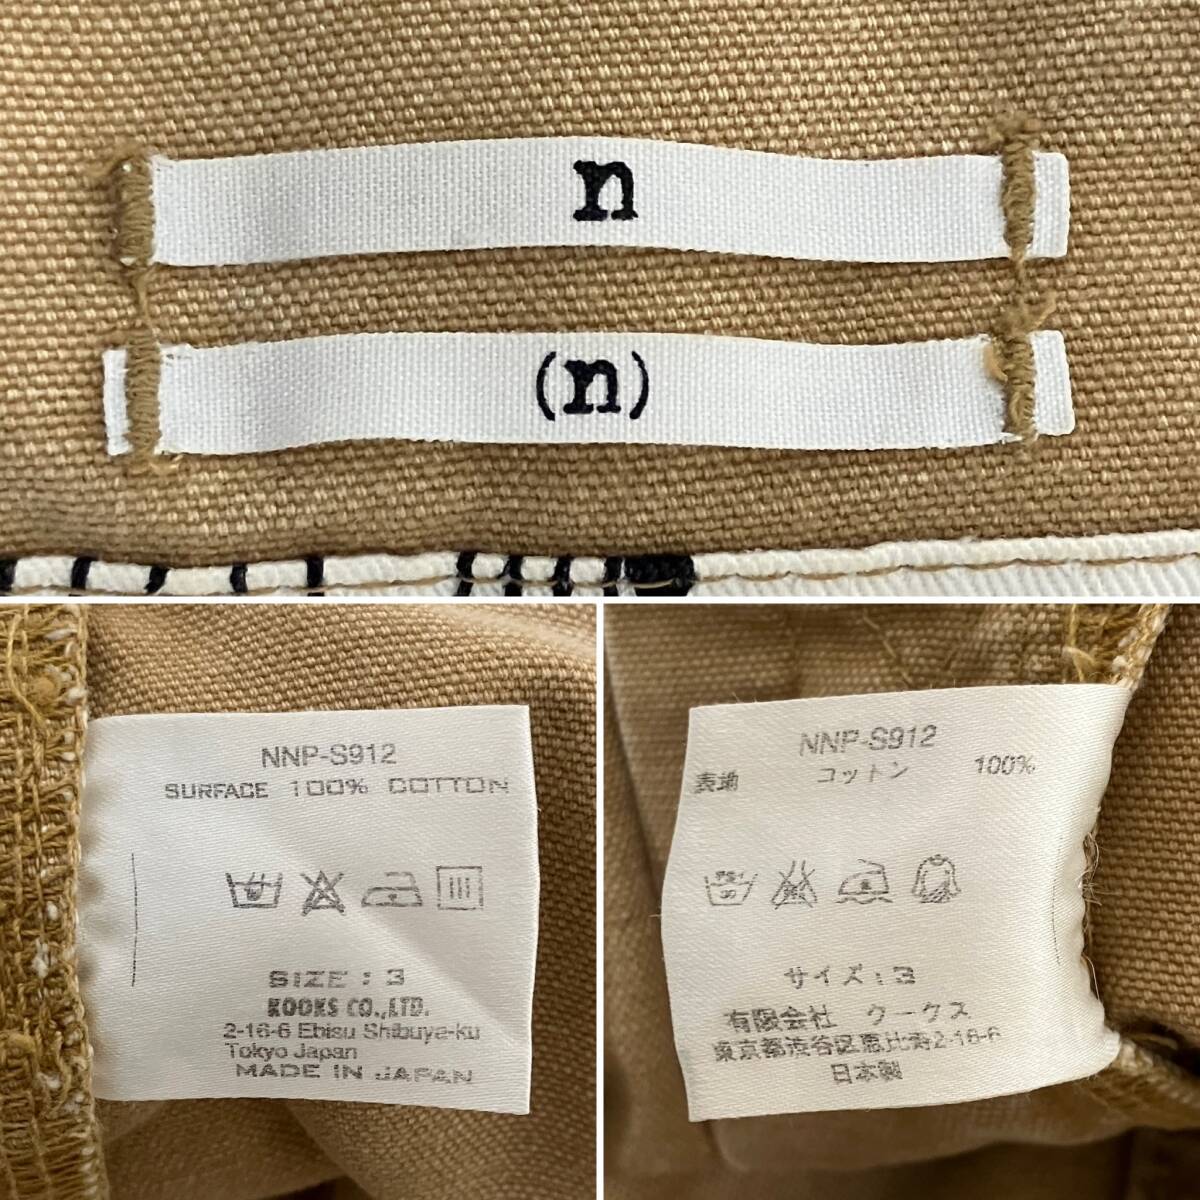 n
(n)
NNP-S912
SURFACE 100% COTTON
SIZE : 3
KOOKS CO.,LTD.
2-16-6 Ebisu Shibuya-ku
Tokyo Japan
MADE IN JAPAN
NNP-S912
表地 コットン 100%
サイズ : 3
有限会社 クークス
東京都渋谷区恵比寿2-16-6
日本製